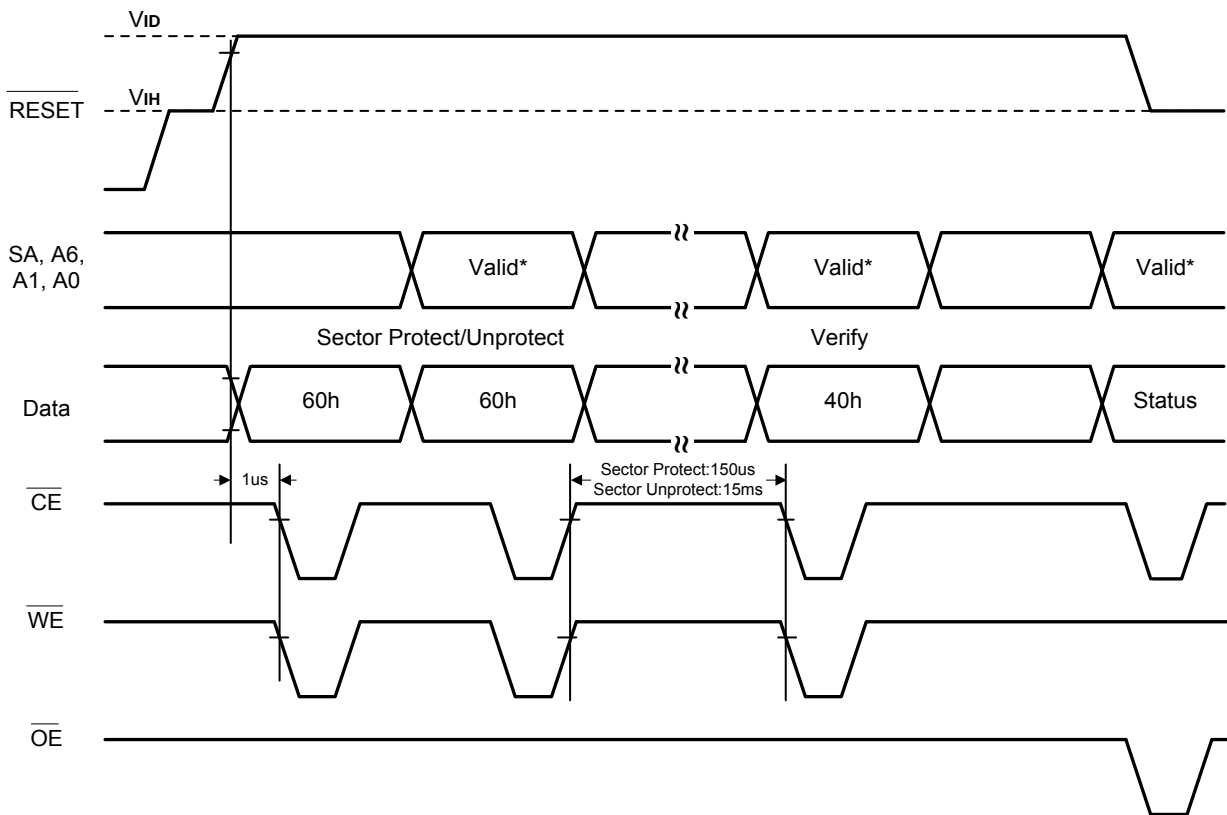 VID
RESET
VIH
SA, A6,
A1, A0
Valid*
Valid*
Valid*
Sector Protect/Unprotect
Verify
Data
60h
60h
40h
Status
1us
Sector Protect:150us
Sector Unprotect:15ms
CE
WE
OE